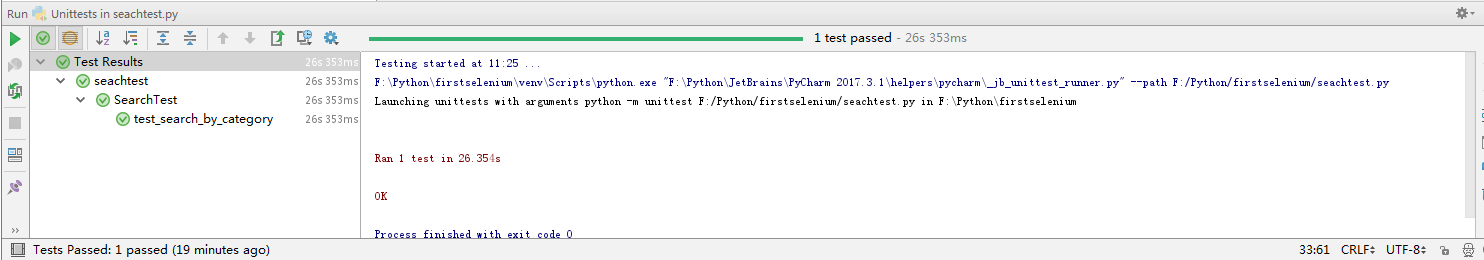 Run Unittests in seachtest.py
1 test passed - 26s 353ms
Test Results 26s 353ms
seachtest 26s 353ms
SearchTest 26s 353ms
test_search_by_category 26s 353ms
Testing started at 11:25 ...
F:\Python\firstselenium\venv\Scripts\python.exe "F:\Python\JetBrains\PyCharm 2017.3.1\helpers\pycharm\_jb_unittest_runner.py" --path F:/Python/firstselenium/seachtest.py
Launching unittests with arguments python -m unittest F:/Python/firstselenium/seachtest.py in F:\Python\firstselenium
Ran 1 test in 26.354s
OK
Process finished with exit code 0
Tests Passed: 1 passed (19 minutes ago) 33:61 CRLF UTF-8